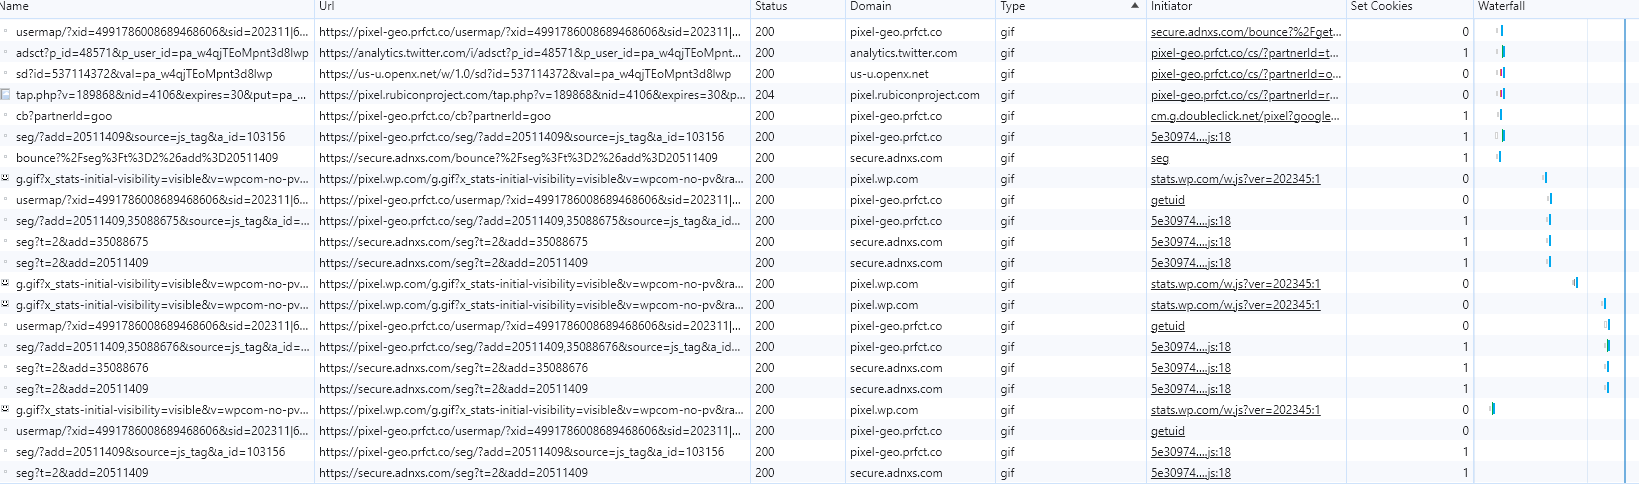 Name Url Status Domain Type Initiator Set Cookies Waterfall
usermap/?xid=4991786008689468606&sid=202311|6... https://pixel-geo.prfct.co/usermap/?xid=4991786008689468606&sid=202311|... 200 pixel-geo.prfct.co gif secure.adnxs.com/bounce?%2Fget... 0
adsct?p_id=48571&p_user_id=pa_w4qjTEoMpnt3d8lwp https://analytics.twitter.com/i/adsct?p_id=48571&p_user_id=pa_w4qjTEoMpnt... 200 analytics.twitter.com gif pixel-geo.prfct.co/cs/?partnerId=t... 1
sd?id=537114372&val=pa_w4qjTEoMpnt3d8lwp https://us-u.openx.net/w/1.0/sd?id=537114372&val=pa_w4qjTEoMpnt3d8lwp 200 us-u.openx.net gif pixel-geo.prfct.co/cs/?partnerId=o... 0
tap.php?v=189868&nid=4106&expires=30&put=pa_... https://pixel.rubiconproject.com/tap.php?v=189868&nid=4106&expires=30&p... 204 pixel.rubiconproject.com gif pixel-geo.prfct.co/cs/?partnerId=r... 0
cb?partnerId=goo https://pixel-geo.prfct.co/cb?partnerId=goo 200 pixel-geo.prfct.co gif cm.g.doubleclick.net/pixel?google... 0
seg/?add=20511409&source=js_tag&a_id=103156 https://pixel-geo.prfct.co/seg/?add=20511409&source=js_tag&a_id=103156 200 pixel-geo.prfct.co gif 5e30974....js:18 1
bounce?%2Fseg%3Ft%3D2%26add%3D20511409 https://secure.adnxs.com/bounce?%2Fseg%3Ft%3D2%26add%3D20511409 200 secure.adnxs.com gif seg 1
g.gif?x_stats-initial-visibility=visible&v=wpcom-no-pv... https://pixel.wp.com/g.gif?x_stats-initial-visibility=visible&v=wpcom-no-pv&ra... 200 pixel.wp.com gif stats.wp.com/w.js?ver=202345:1 0
usermap/?xid=4991786008689468606&sid=202311|6... https://pixel-geo.prfct.co/usermap/?xid=4991786008689468606&sid=202311|... 200 pixel-geo.prfct.co gif getuid 0
seg/?add=20511409,35088675&source=js_tag&a_id=... https://pixel-geo.prfct.co/seg/?add=20511409,35088675&source=js_tag&a_i... 200 pixel-geo.prfct.co gif 5e30974....js:18 1
seg?t=2&add=35088675 https://secure.adnxs.com/seg?t=2&add=35088675 200 secure.adnxs.com gif 5e30974....js:18 1
seg?t=2&add=20511409 https://secure.adnxs.com/seg?t=2&add=20511409 200 secure.adnxs.com gif 5e30974....js:18 1
g.gif?x_stats-initial-visibility=visible&v=wpcom-no-pv... https://pixel.wp.com/g.gif?x_stats-initial-visibility=visible&v=wpcom-no-pv&ra... 200 pixel.wp.com gif stats.wp.com/w.js?ver=202345:1 0
g.gif?x_stats-initial-visibility=visible&v=wpcom-no-pv... https://pixel.wp.com/g.gif?x_stats-initial-visibility=visible&v=wpcom-no-pv&ra... 200 pixel.wp.com gif stats.wp.com/w.js?ver=202345:1 0
usermap/?xid=4991786008689468606&sid=202311|6... https://pixel-geo.prfct.co/usermap/?xid=4991786008689468606&sid=202311|... 200 pixel-geo.prfct.co gif getuid 0
seg/?add=20511409,35088676&source=js_tag&a_id=... https://pixel-geo.prfct.co/seg/?add=20511409,35088676&source=js_tag&a_i... 200 pixel-geo.prfct.co gif 5e30974....js:18 1
seg?t=2&add=35088676 https://secure.adnxs.com/seg?t=2&add=35088676 200 secure.adnxs.com gif 5e30974....js:18 1
seg?t=2&add=20511409 https://secure.adnxs.com/seg?t=2&add=20511409 200 secure.adnxs.com gif 5e30974....js:18 1
g.gif?x_stats-initial-visibility=visible&v=wpcom-no-pv... https://pixel.wp.com/g.gif?x_stats-initial-visibility=visible&v=wpcom-no-pv&ra... 200 pixel.wp.com gif stats.wp.com/w.js?ver=202345:1 0
usermap/?xid=4991786008689468606&sid=202311|6... https://pixel-geo.prfct.co/usermap/?xid=4991786008689468606&sid=202311|... 200 pixel-geo.prfct.co gif getuid 0
seg/?add=20511409&source=js_tag&a_id=103156 https://pixel-geo.prfct.co/seg/?add=20511409&source=js_tag&a_id=103156 200 pixel-geo.prfct.co gif 5e30974....js:18 1
seg?t=2&add=20511409 https://secure.adnxs.com/seg?t=2&add=20511409 200 secure.adnxs.com gif 5e30974....js:18 1